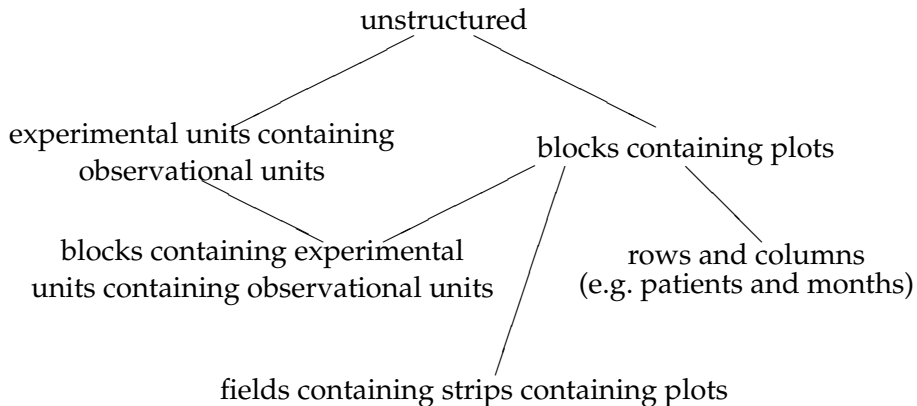 unstructured
experimental units containing
observational units
blocks containing plots
blocks containing experimental
units containing observational units
rows and columns
(e.g. patients and months)
fields containing strips containing plots